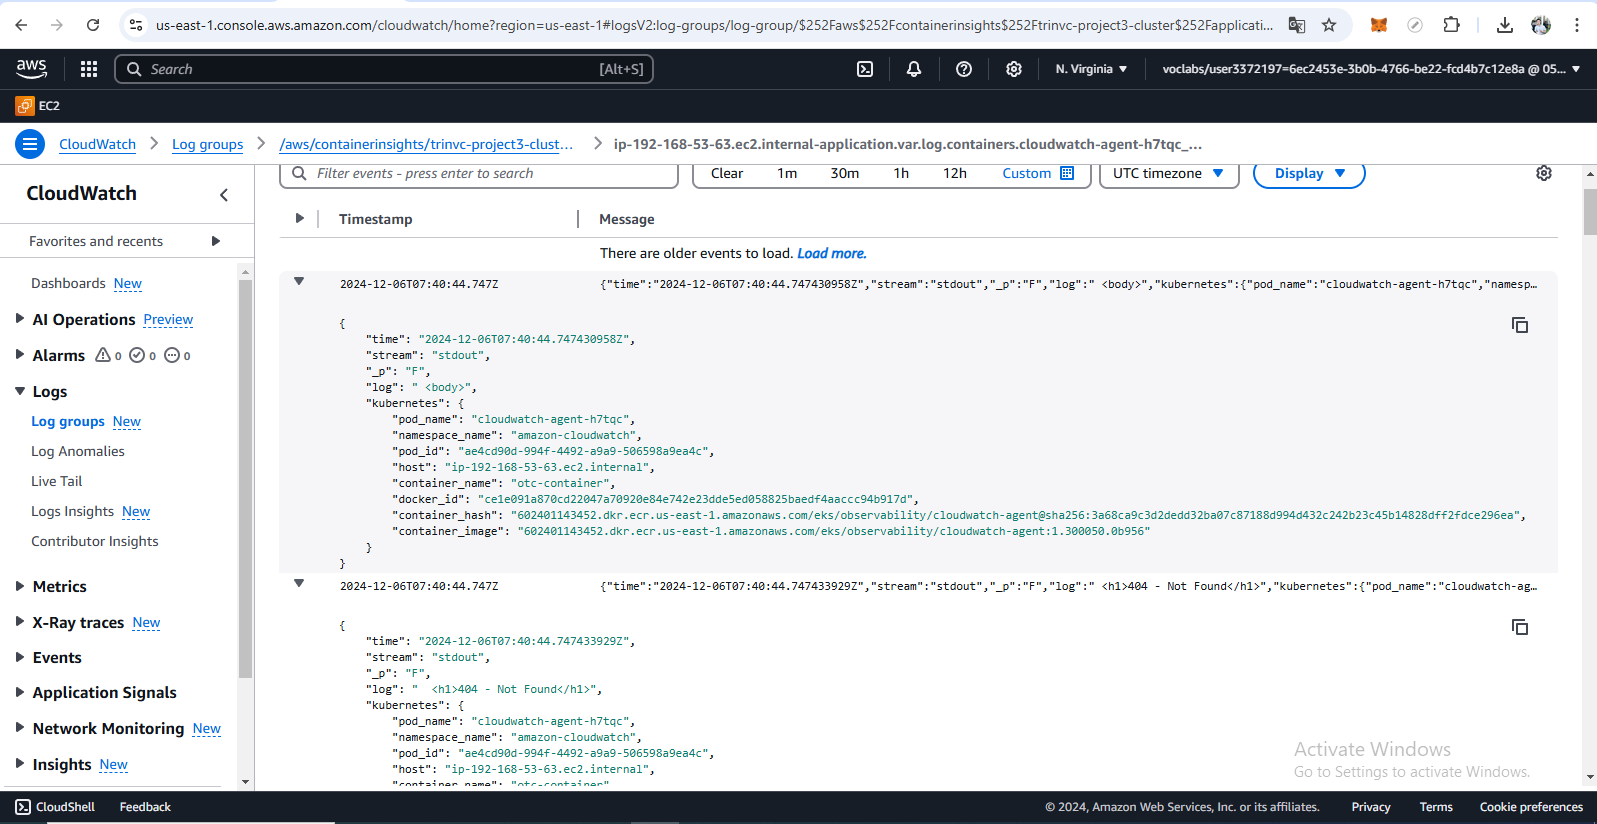 us-east-1.console.aws.amazon.com/cloudwatch/home?region=us-east-1#logsV2:log-groups/log-group/$252Faws$252Fcontainerinsights$252Ftrinvc-project3-cluster$252Fapplicati...
aws
Search
[Alt+S]
N. Virginia
voclabs/user3372197=6ec2453e-3b0b-4766-be22-fcd4b7c12e8a @ 05...
EC2
CloudWatch
Log groups
/aws/containerinsights/trinvc-project3-clust...
ip-192-168-53-63.ec2.internal-application.var.log.containers.cloudwatch-agent-h7tqc_...
CloudWatch
Favorites and recents
Dashboards New
AI Operations Preview
Alarms 0 0 0
Logs
Log groups New
Log Anomalies
Live Tail
Logs Insights New
Contributor Insights
Metrics
X-Ray traces New
Events
Application Signals
Network Monitoring New
Insights New
Filter events - press enter to search
Clear 1m 30m 1h 12h Custom
UTC timezone
Display
Timestamp Message
There are older events to load. Load more.
2024-12-06T07:40:44.747Z {"time":"2024-12-06T07:40:44.747430958Z","stream":"stdout","_p":"F","log":" <body>","kubernetes":{"pod_name":"cloudwatch-agent-h7tqc","namesp...
{
"time": "2024-12-06T07:40:44.747430958Z",
"stream": "stdout",
"_p": "F",
"log": " <body>",
"kubernetes": {
"pod_name": "cloudwatch-agent-h7tqc",
"namespace_name": "amazon-cloudwatch",
"pod_id": "ae4cd90d-994f-4492-a9a9-506598a9ea4c",
"host": "ip-192-168-53-63.ec2.internal",
"container_name": "otc-container",
"docker_id": "ce1e091a870cd22047a70920e84e742e23dde5ed058825baedf4aaccc94b917d",
"container_hash": "602401143452.dkr.ecr.us-east-1.amazonaws.com/eks/observability/cloudwatch-agent@sha256:3a68ca9c3d2dedd32ba07c87188d994d432c242b23c45b14828dff2fdce296ea",
"container_image": "602401143452.dkr.ecr.us-east-1.amazonaws.com/eks/observability/cloudwatch-agent:1.300050.0b956"
}
}
2024-12-06T07:40:44.747Z {"time":"2024-12-06T07:40:44.747433929Z","stream":"stdout","_p":"F","log":" <h1>404 - Not Found</h1>","kubernetes":{"pod_name":"cloudwatch-ag...
{
"time": "2024-12-06T07:40:44.747433929Z",
"stream": "stdout",
"_p": "F",
"log": "  <h1>404 - Not Found</h1>",
"kubernetes": {
"pod_name": "cloudwatch-agent-h7tqc",
"namespace_name": "amazon-cloudwatch",
"pod_id": "ae4cd90d-994f-4492-a9a9-506598a9ea4c",
"host": "ip-192-168-53-63.ec2.internal",
"container_name": "otc-container"
Activate Windows
Go to Settings to activate Windows.
CloudShell Feedback
© 2024, Amazon Web Services, Inc. or its affiliates. Privacy Terms Cookie preferences